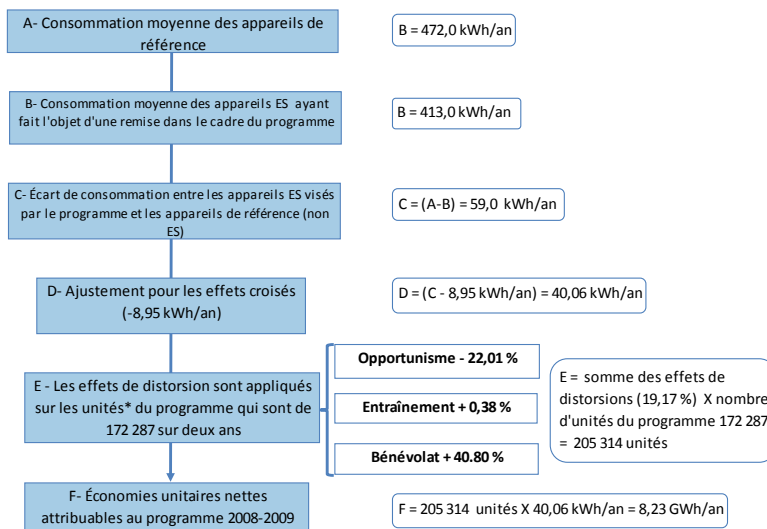 A- Consommation moyenne des appareils de
référence
B = 472,0 kWh/an
B- Consommation moyenne des appareils ES ayant
fait l'objet d'une remise dans le cadre du programme
B = 413,0 kWh/an
C- Écart de consommation entre les appareils ES visés
par le programme et les appareils de référence (non
ES)
C = (A-B) = 59,0 kWh/an
D- Ajustement pour les effets croisés
(-8,95 kWh/an)
D = (C - 8,95 kWh/an) = 40,06 kWh/an
E - Les effets de distorsion sont appliqués
sur les unités* du programme qui sont de
172 287 sur deux ans
Opportunisme - 22,01 %
Entraînement + 0,38 %
Bénévolat + 40.80 %
E = somme des effets de
distorsions (19,17 %) X nombre
d'unités du programme 172 287
= 205 314 unités
F- Économies unitaires nettes
attribuables au programme 2008-2009
F = 205 314 unités X 40,06 kWh/an = 8,23 GWh/an